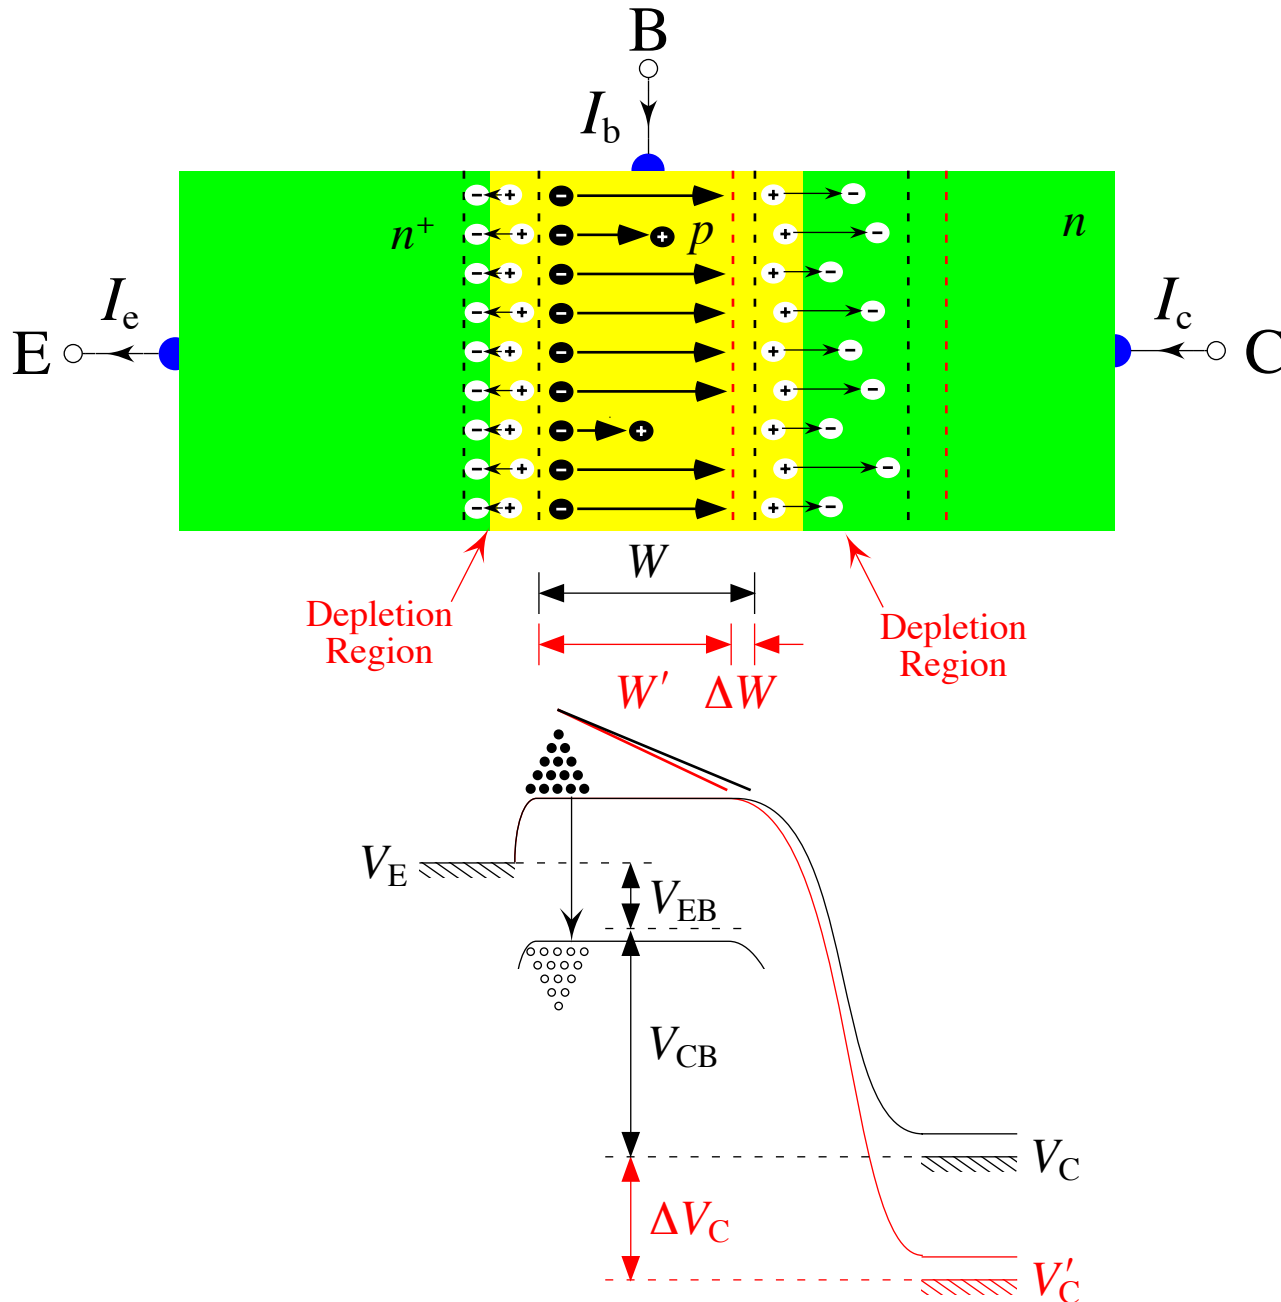 B
I_b
n⁺
p
n
I_e
I_c
E
C
W
Depletion
Region
Depletion
Region
W′ ΔW
V_E
V_EB
V_CB
V_C
ΔV_C
V′_C